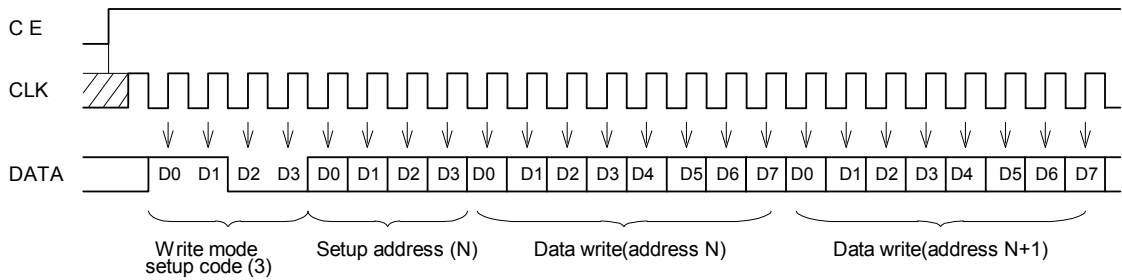 C E
CLK
DATA
D0 D1 D2 D3 D0 D1 D2 D3 D0 D1 D2 D3 D4 D5 D6 D7 D0 D1 D2 D3 D4 D5 D6 D7
Write mode
setup code (3)
Setup address (N)
Data write(address N)
Data write(address N+1)